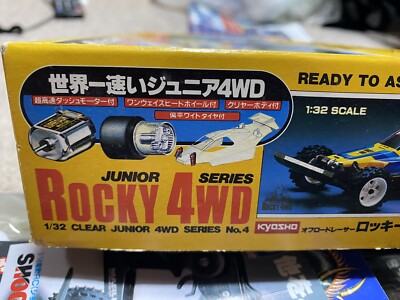 世界一速いジュニア4WD
超高速ダッシュモーター付
ワンウェイスピートホイール付
クリヤーボディ付
偏平ワイドタイヤ付
READY TO AS
1:32 SCALE
JUNIOR SERIES
ROCKY 4WD
1/32 CLEAR JUNIOR 4WD SERIES No.4
KYOSHO
オフロードレーサー ロッキー
SHO